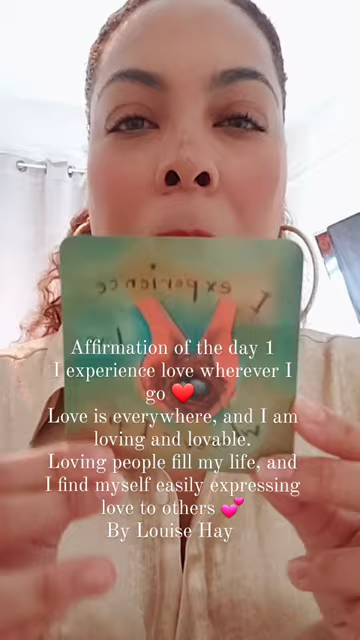 I experience
Affirmation of the day 1
I experience love wherever I
go ❤️
Love is everywhere, and I am
loving and lovable.
Loving people fill my life, and
I find myself easily expressing
love to others 💕
By Louise Hay